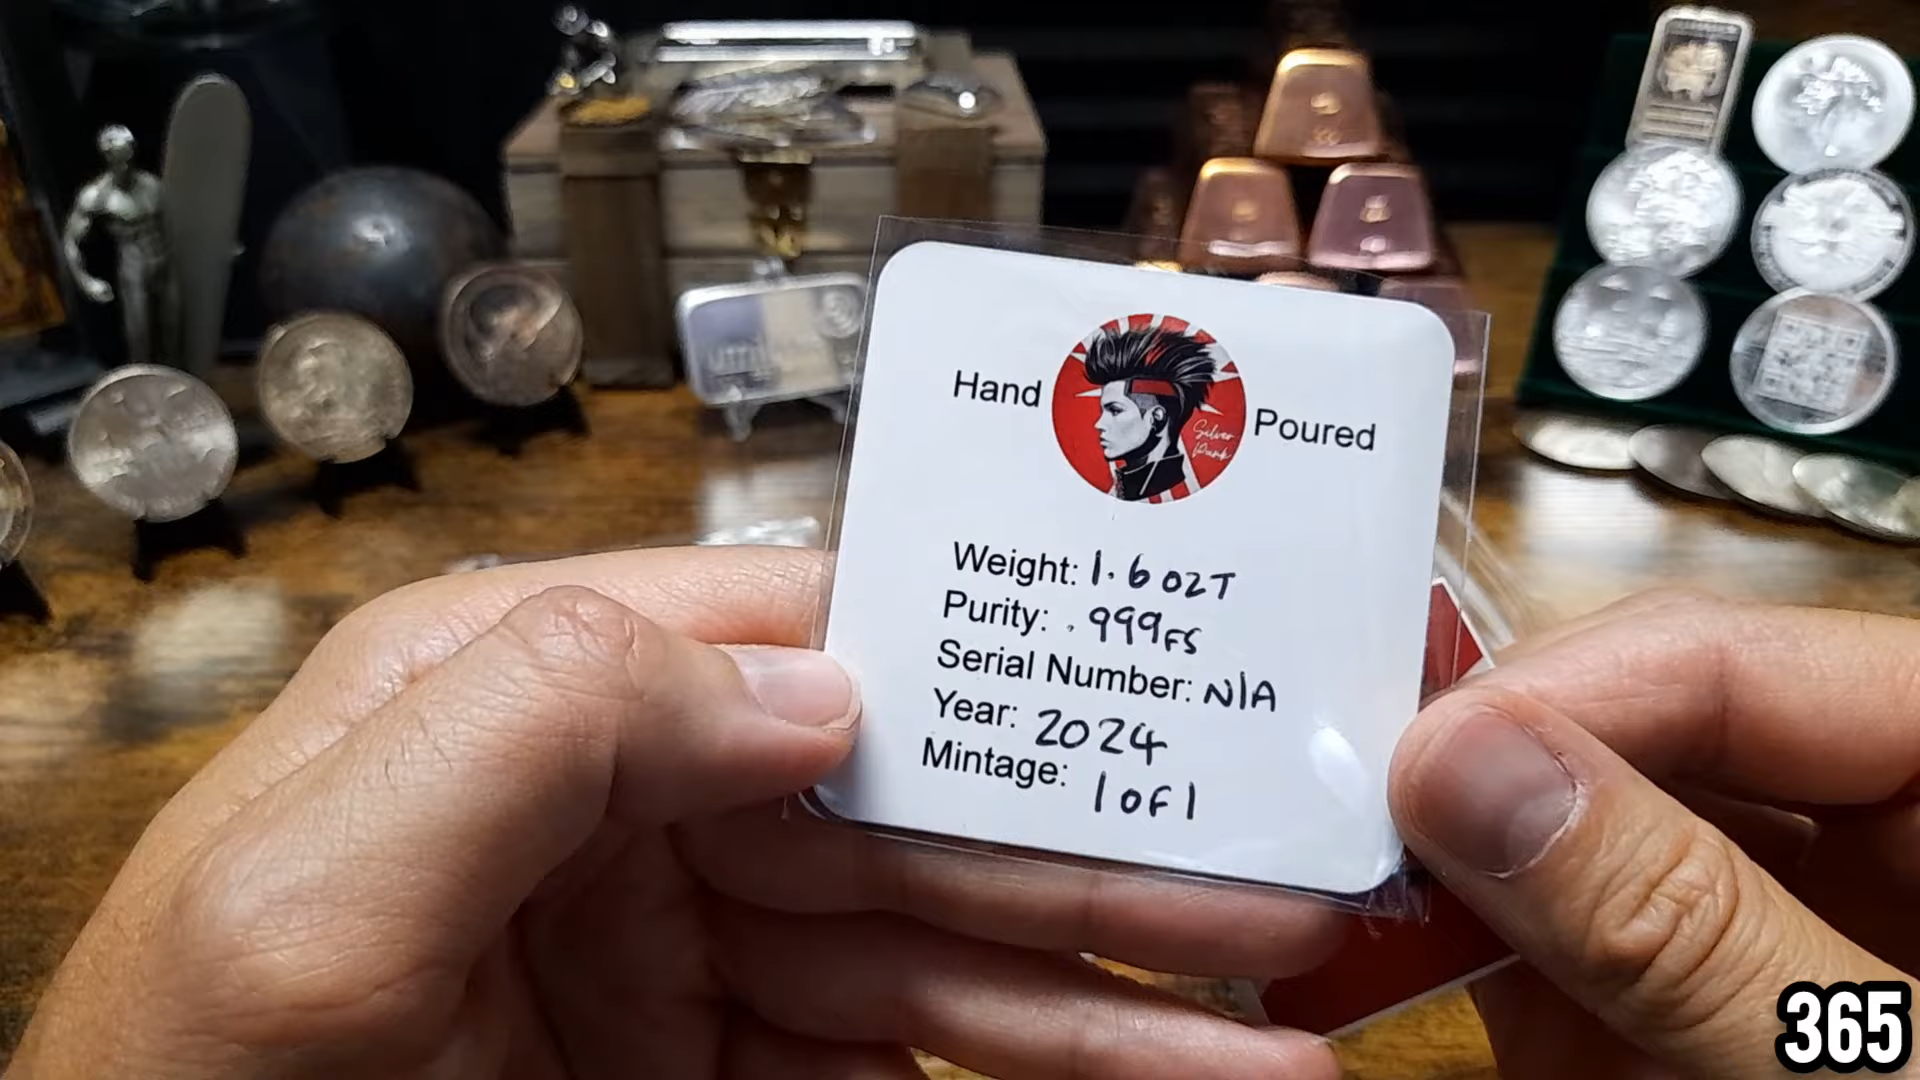 Hand Poured
Silver
Punk
Weight: 1.6 OZT
Purity: .999FS
Serial Number: N/A
Year: 2024
Mintage: 1 OF 1
365